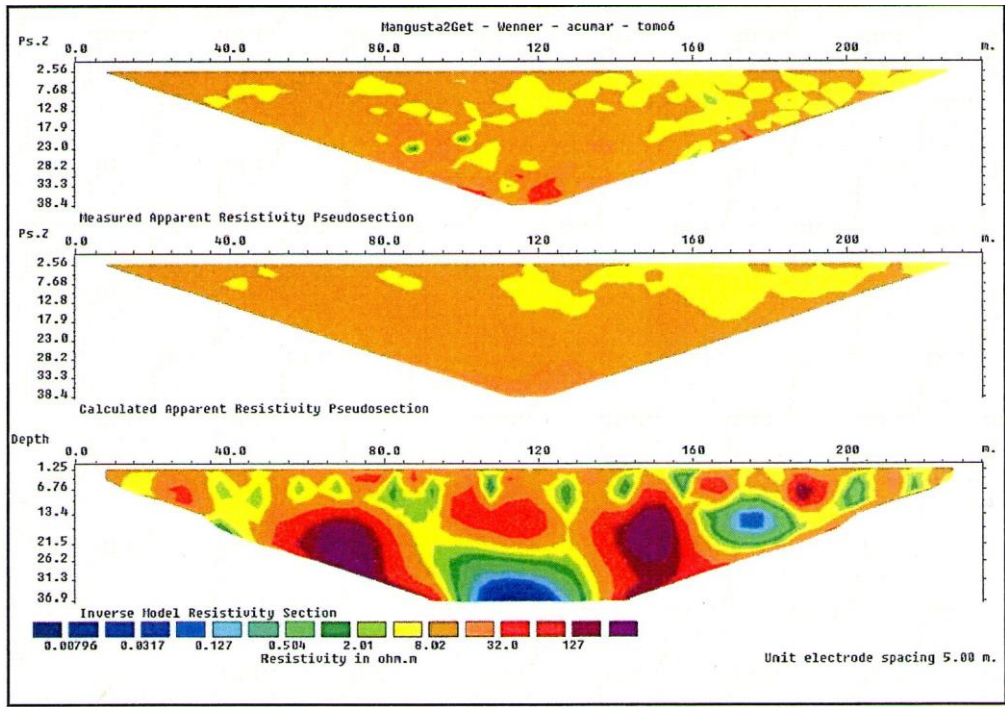 Mangusta2Get - Wenner - acumar - tomo6
Ps.Z 0.0 40.0 80.0 120 160 200 m.
2.56
7.68
12.8
17.9
23.0
28.2
33.3
38.4
Measured Apparent Resistivity Pseudosection
Ps.Z 0.0 40.0 80.0 120 160 200 m.
2.56
7.68
12.8
17.9
23.0
28.2
33.3
38.4
Calculated Apparent Resistivity Pseudosection
Depth 0.0 40.0 80.0 120 160 200 m.
1.25
6.76
13.4
21.5
26.2
31.3
36.9
Inverse Model Resistivity Section
0.00796 0.0317 0.127 0.504 2.01 8.02 32.0 127
Resistivity in ohm.m
Unit electrode spacing 5.00 m.